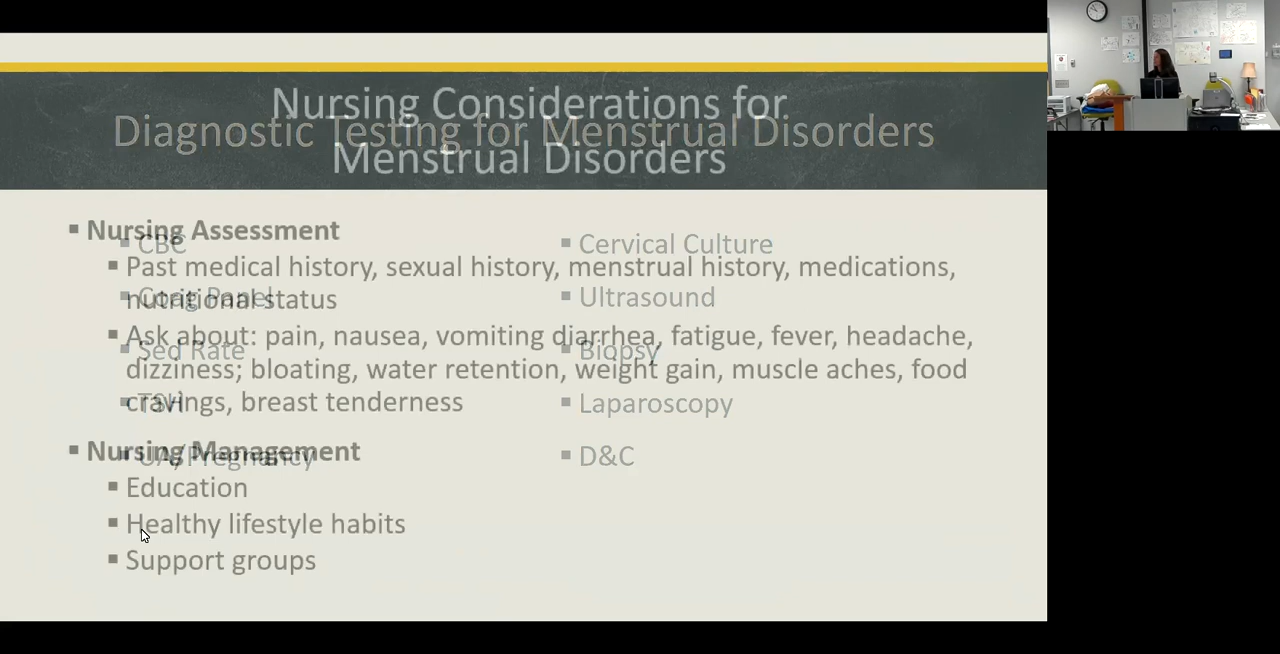 Nursing Considerations for
Menstrual Disorders
▪ Nursing Assessment
▪ Past medical history, sexual history, menstrual history, medications,
nutritional status
▪ Ask about: pain, nausea, vomiting diarrhea, fatigue, fever, headache,
dizziness; bloating, water retention, weight gain, muscle aches, food
cravings, breast tenderness
▪ Nursing Management
▪ Education
▪ Healthy lifestyle habits
▪ Support groups
Diagnostic Testing for Menstrual Disorders
▪ CBC
▪ Coag Panel
▪ Sed Rate
▪ TSH
▪ UA/Pregnancy
▪ Cervical Culture
▪ Ultrasound
▪ Biopsy
▪ Laparoscopy
▪ D&C